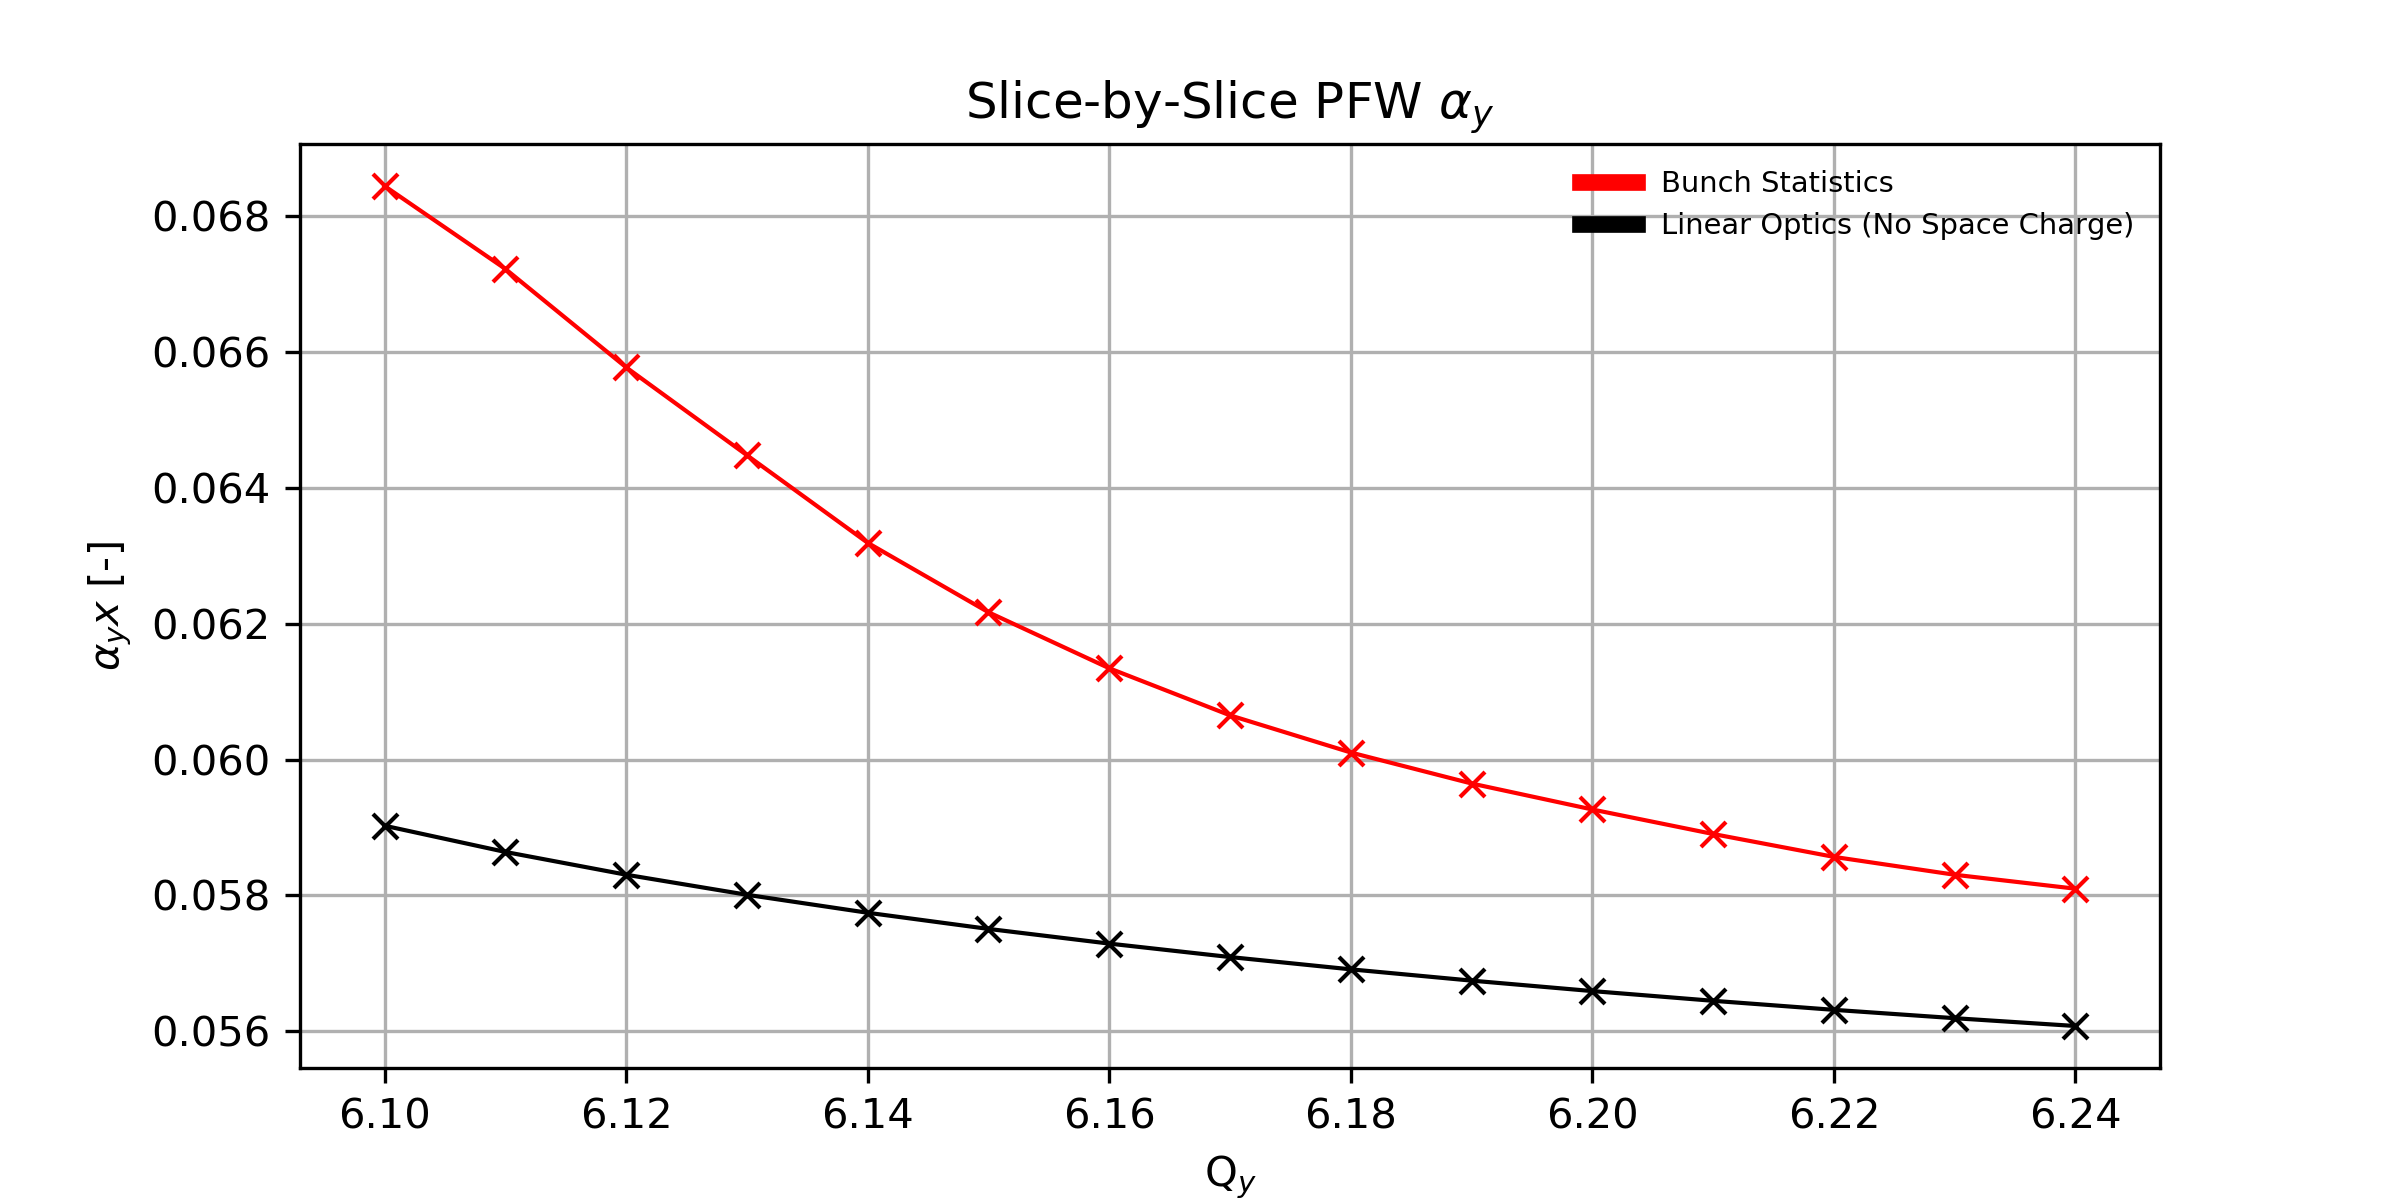 Slice-by-Slice PFW αy
Bunch Statistics
Linear Optics (No Space Charge)
0.068
0.066
0.064
0.062
0.060
0.058
0.056
αyx [-]
6.10 6.12 6.14 6.16 6.18 6.20 6.22 6.24
Qy